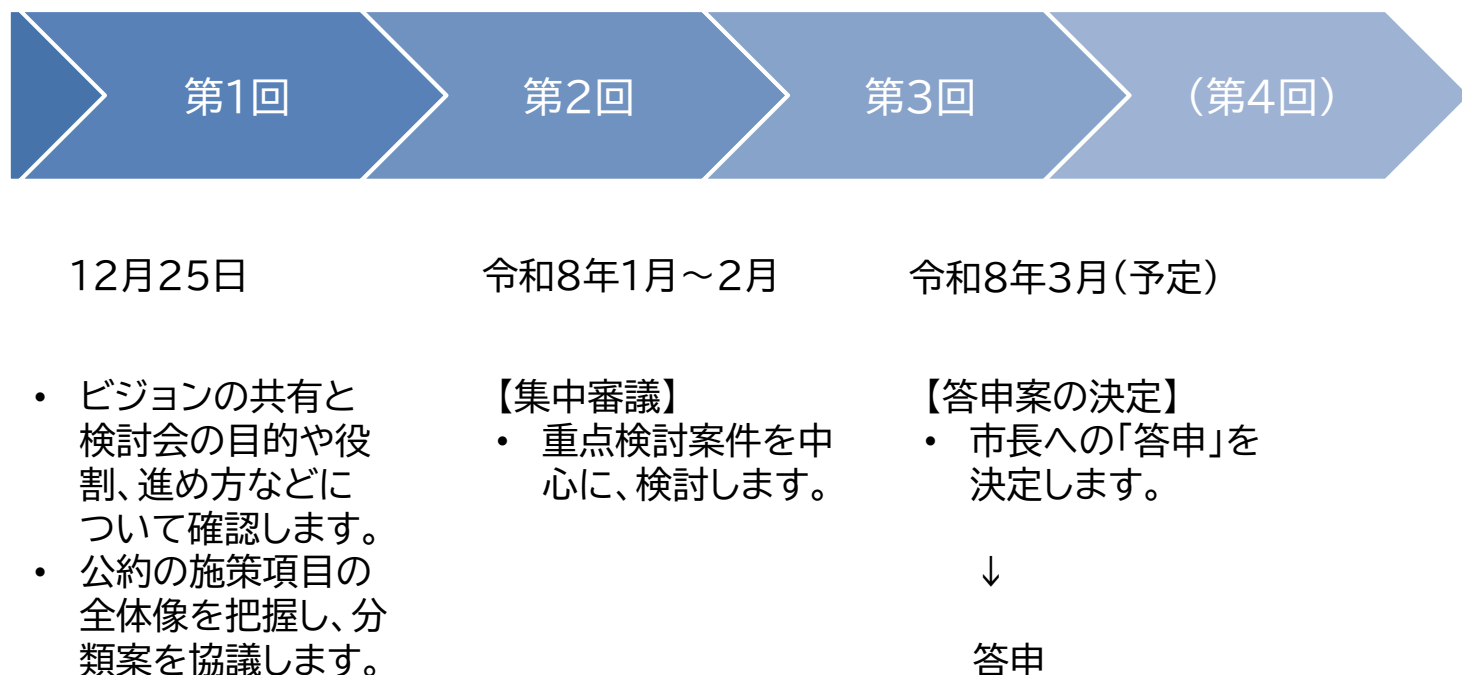 第1回
第2回
第3回
(第4回)
12月25日
令和8年1月~2月
令和8年3月(予定)
• ビジョンの共有と
検討会の目的や役
割、進め方などに
ついて確認します。
• 公約の施策項目の
全体像を把握し、分
類案を協議します。
【集中審議】
• 重点検討案件を中
心に、検討します。
【答申案の決定】
• 市長への「答申」を
決定します。
↓
答申